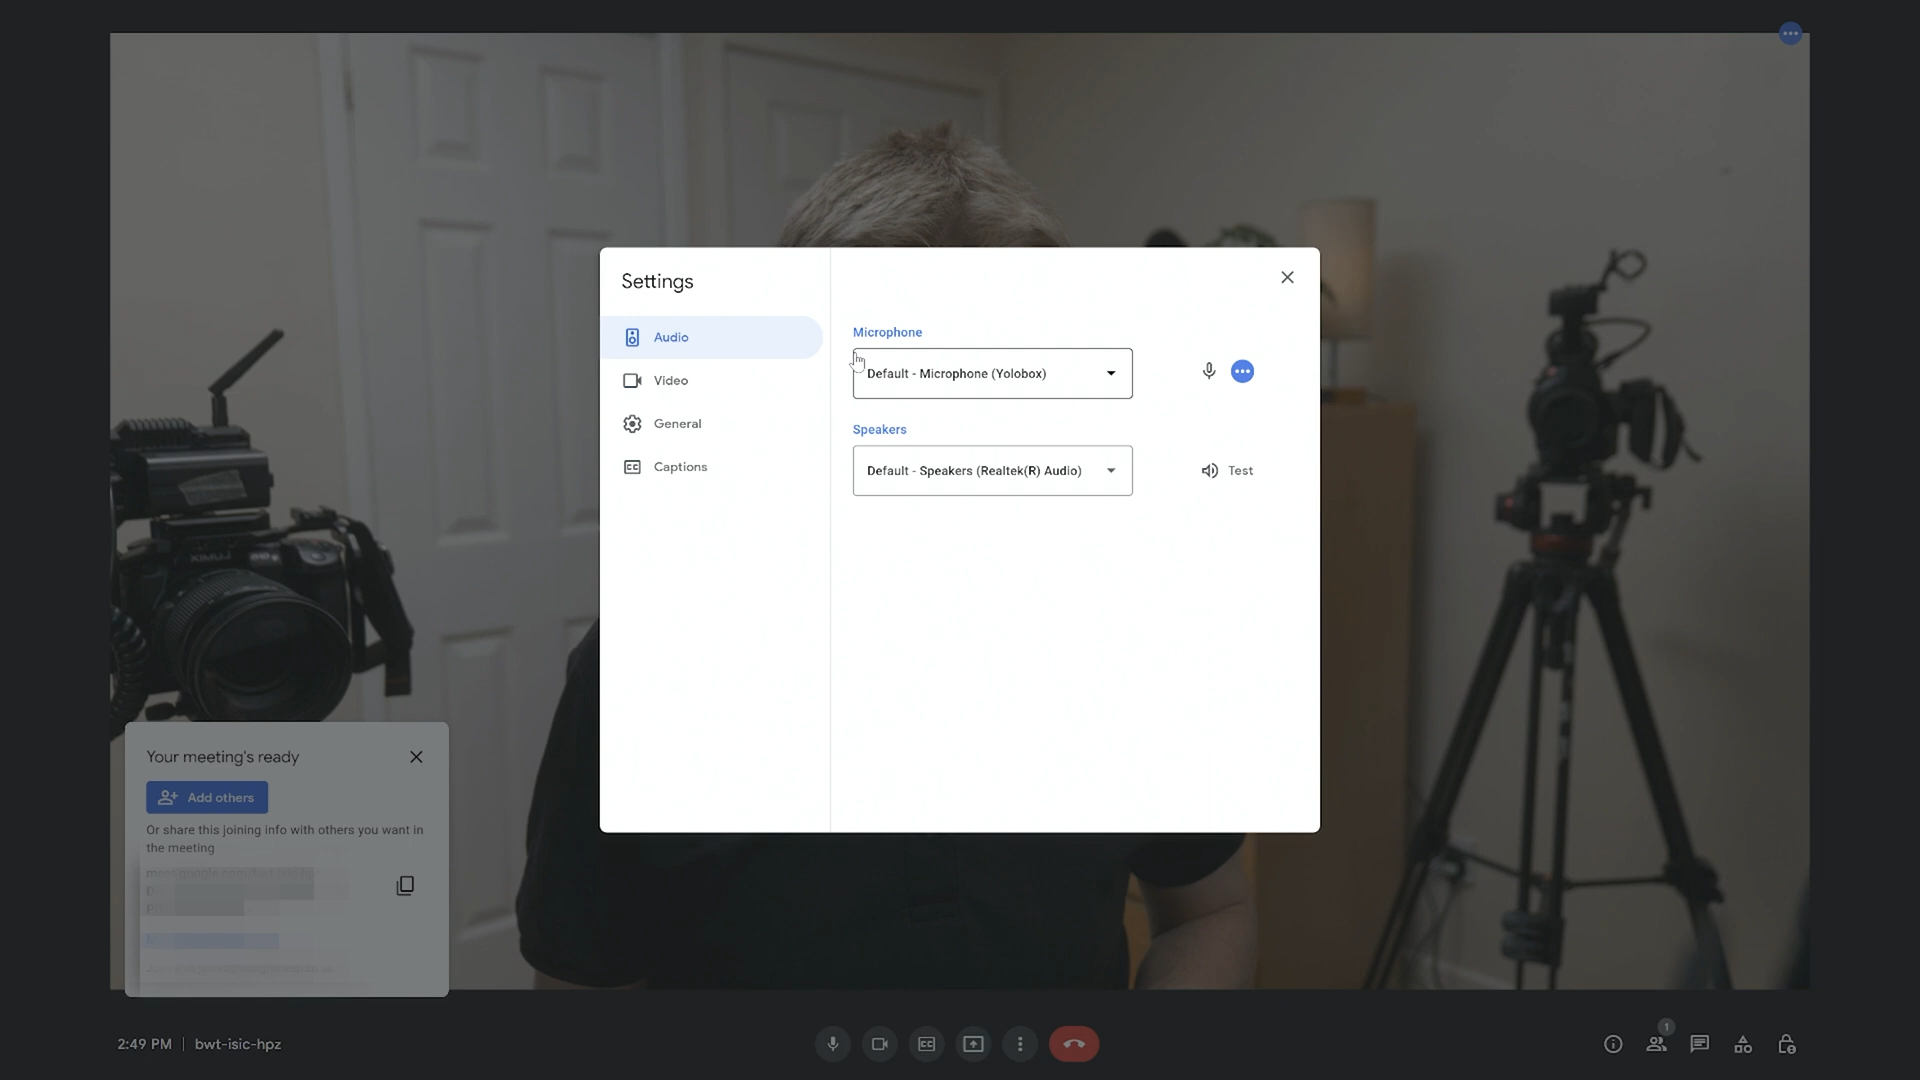 Settings
Audio
Video
General
Captions
Microphone
Default - Microphone (Yolobox)
Speakers
Default - Speakers (Realtek(R) Audio)
Test
Your meeting's ready
Add others
Or share this joining info with others you want in
the meeting
2:49 PM | bwt-isic-hpz
1